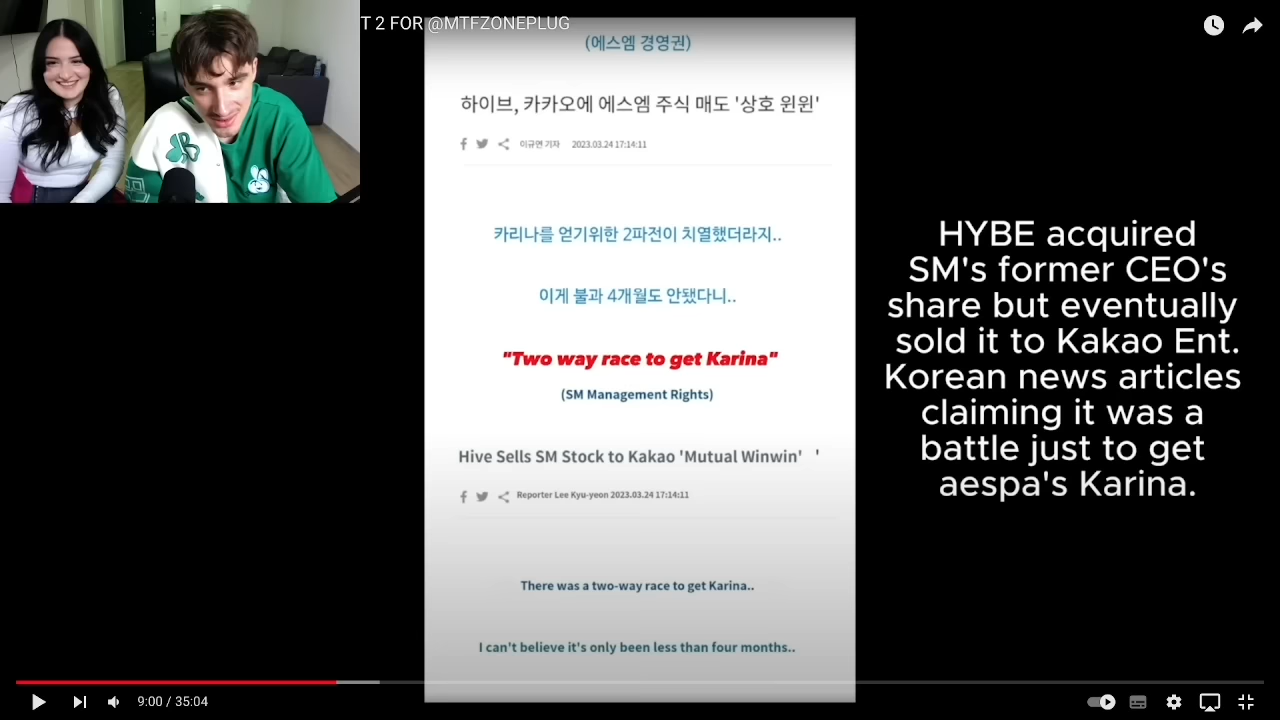 T 2 FOR @MTFZONEPLUG
(에스엠 경영권)
하이브, 카카오에 에스엠 주식 매도 '상호 윈윈'
이규연 기자 2023.03.24 17:14:11
카리나를 얻기위한 2파전이 치열했더라지..
이게 불과 4개월도 안됐다니..
"Two way race to get Karina"
(SM Management Rights)
Hive Sells SM Stock to Kakao 'Mutual Winwin' '
Reporter Lee Kyu-yeon 2023.03.24 17:14:11
There was a two-way race to get Karina..
I can't believe it's only been less than four months..
HYBE acquired
SM's former CEO's
share but eventually
sold it to Kakao Ent.
Korean news articles
claiming it was a
battle just to get
aespa's Karina.
9:00 / 35:04